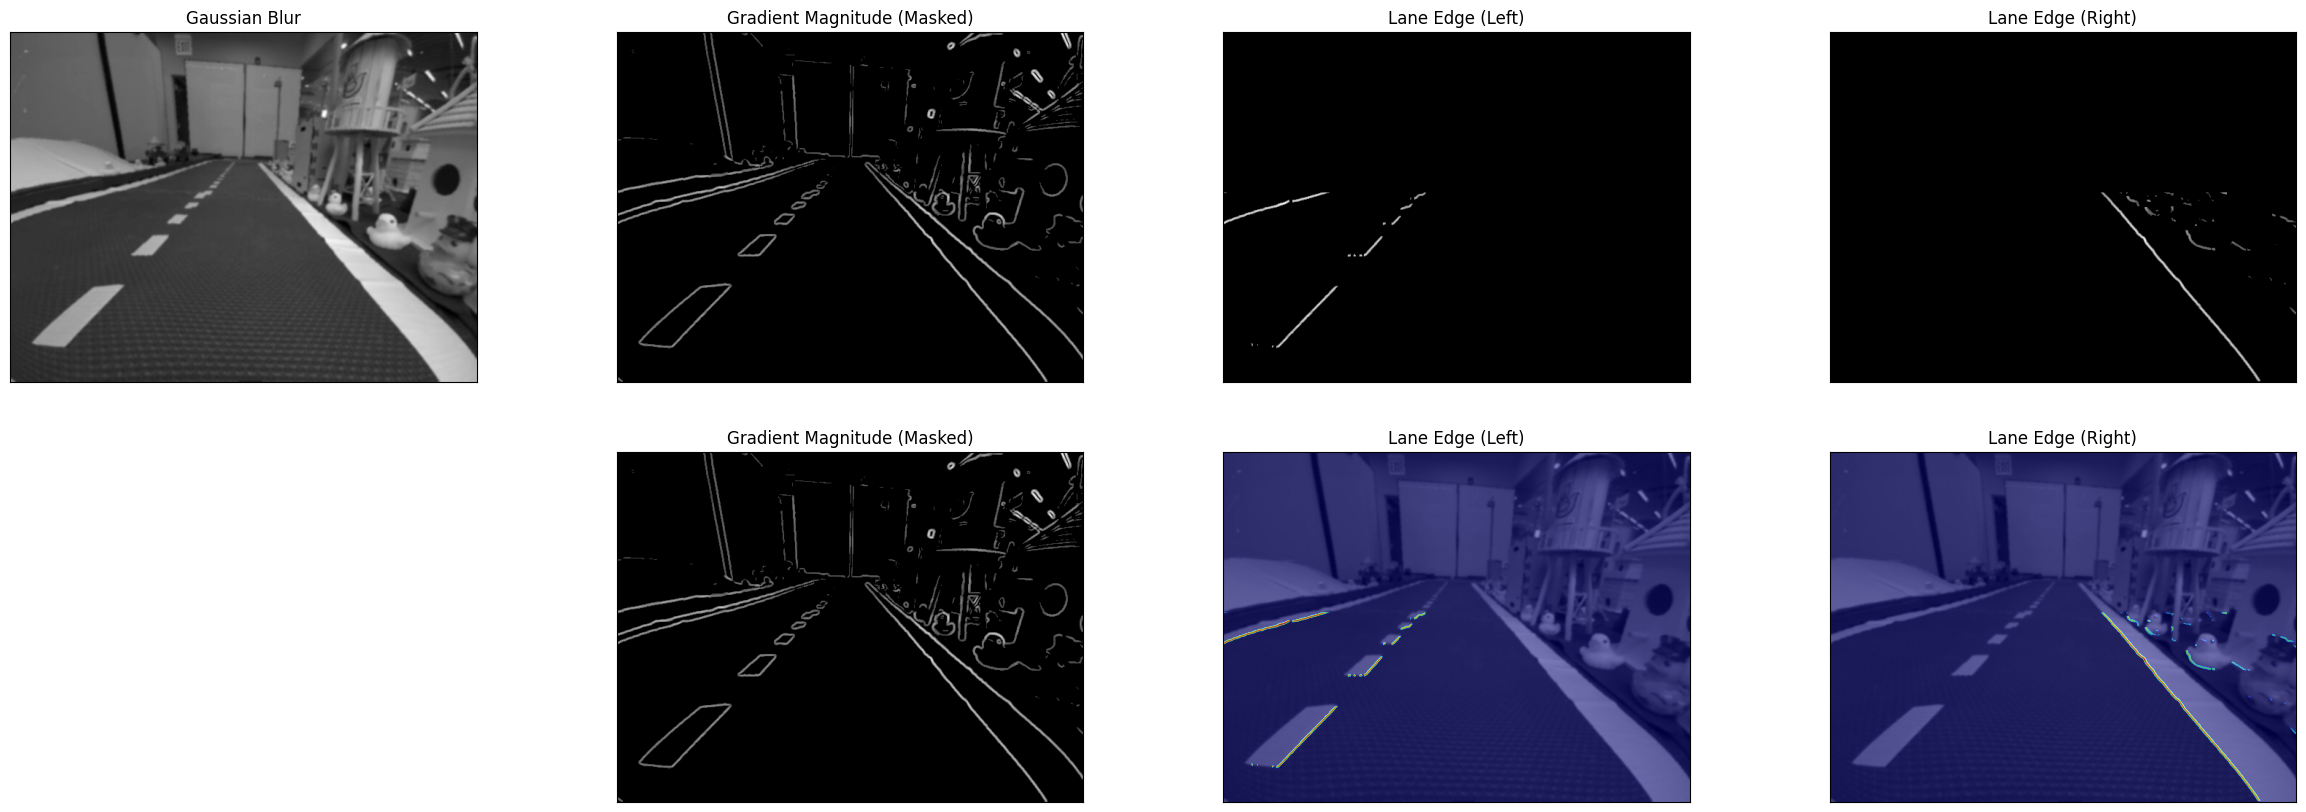 Gaussian Blur
Gradient Magnitude (Masked)
Lane Edge (Left)
Lane Edge (Right)
Gradient Magnitude (Masked)
Lane Edge (Left)
Lane Edge (Right)